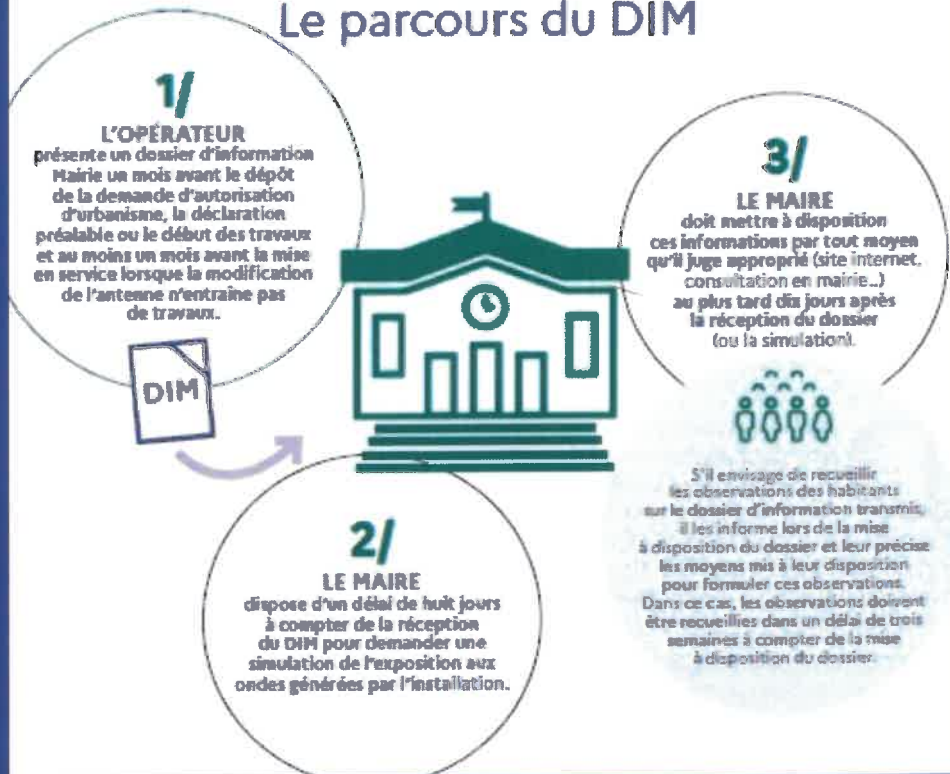 Le parcours du DIM
1/
L'OPÉRATEUR
présente un dossier d'information
Mairie un mois avant le dépôt
de la demande d'autorisation
d'urbanisme, la déclaration
préalable ou le début des travaux
et au moins un mois avant la mise
en service lorsque la modification
de l'antenne n'entraine pas
de travaux.
DIM
2/
LE MAIRE
dispose d'un délai de huit jours
à compter de la réception
du DIM pour demander une
simulation de l'exposition aux
ondes générées par l'installation.
3/
LE MAIRE
doit mettre à disposition
ces informations par tout moyen
qu'il juge approprié (site internet,
consultation en mairie...)
au plus tard dix jours après
la réception du dossier
(ou la simulation).
S'il envisage de recueillir
les observations des habitants
sur le dossier d'information transmis,
il les informe lors de la mise
à disposition du dossier et leur précise
les moyens mis à leur disposition
pour formuler ces observations.
Dans ce cas, les observations doivent
être recueillies dans un délai de trois
semaines à compter de la mise
à disposition du dossier.